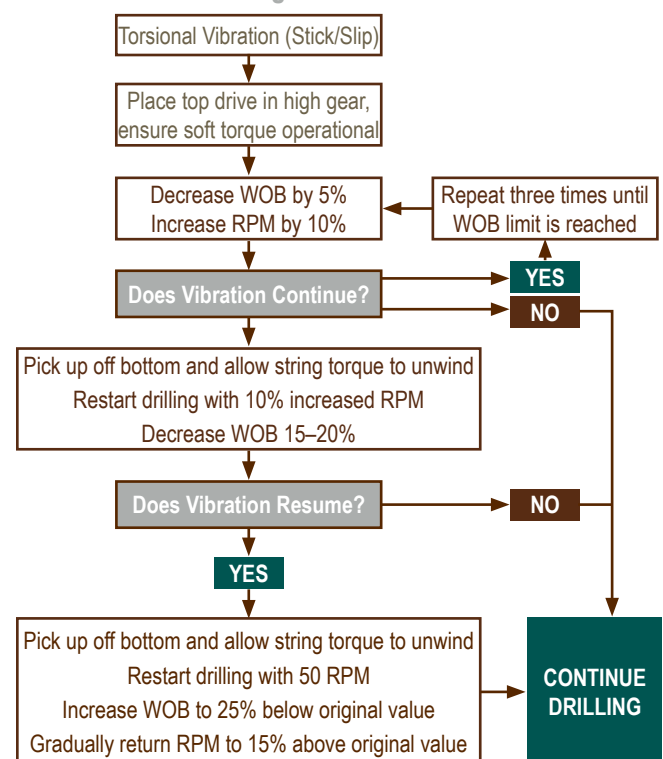 Torsional Vibration (Stick/Slip)
Place top drive in high gear,
ensure soft torque operational
Decrease WOB by 5%
Increase RPM by 10%
Repeat three times until
WOB limit is reached
Does Vibration Continue?
YES
NO
Pick up off bottom and allow string torque to unwind
Restart drilling with 10% increased RPM
Decrease WOB 15–20%
Does Vibration Resume?
NO
YES
Pick up off bottom and allow string torque to unwind
Restart drilling with 50 RPM
Increase WOB to 25% below original value
Gradually return RPM to 15% above original value
CONTINUE
DRILLING